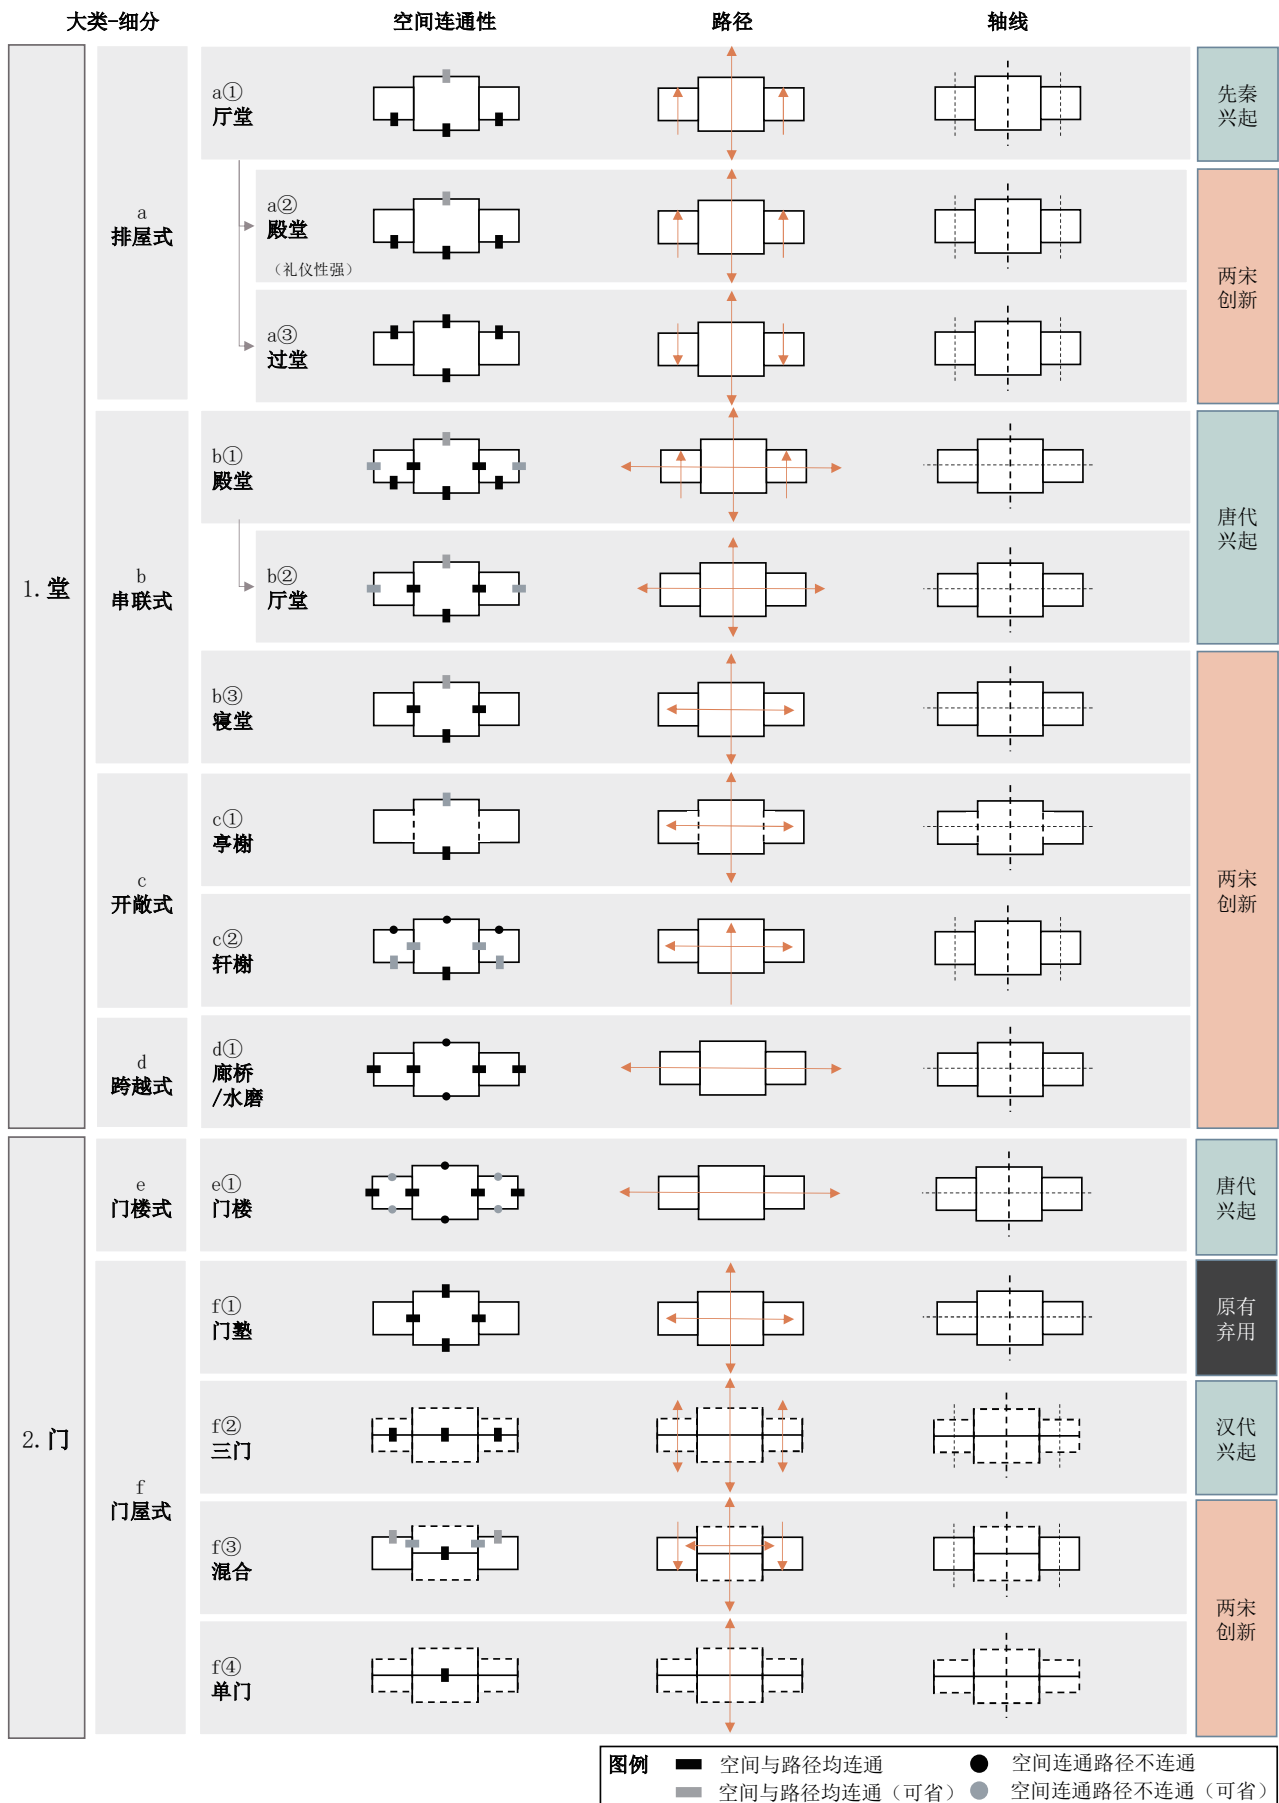 大类-细分
空间连通性
路径
轴线
1.堂
a
排屋式
a①
厅堂
先秦
兴起
a②
殿堂
（礼仪性强）
a③
过堂
两宋
创新
b
串联式
b①
殿堂
b②
厅堂
唐代
兴起
b③
寝堂
c
开敞式
c①
亭榭
c②
轩榭
d
跨越式
d①
廊桥
/水磨
两宋
创新
2.门
e
门楼式
e①
门楼
唐代
兴起
f
门屋式
f①
门塾
原有
弃用
f②
三门
汉代
兴起
f③
混合
f④
单门
两宋
创新
图例
空间与路径均连通
空间连通路径不连通
空间与路径均连通（可省）
空间连通路径不连通（可省）